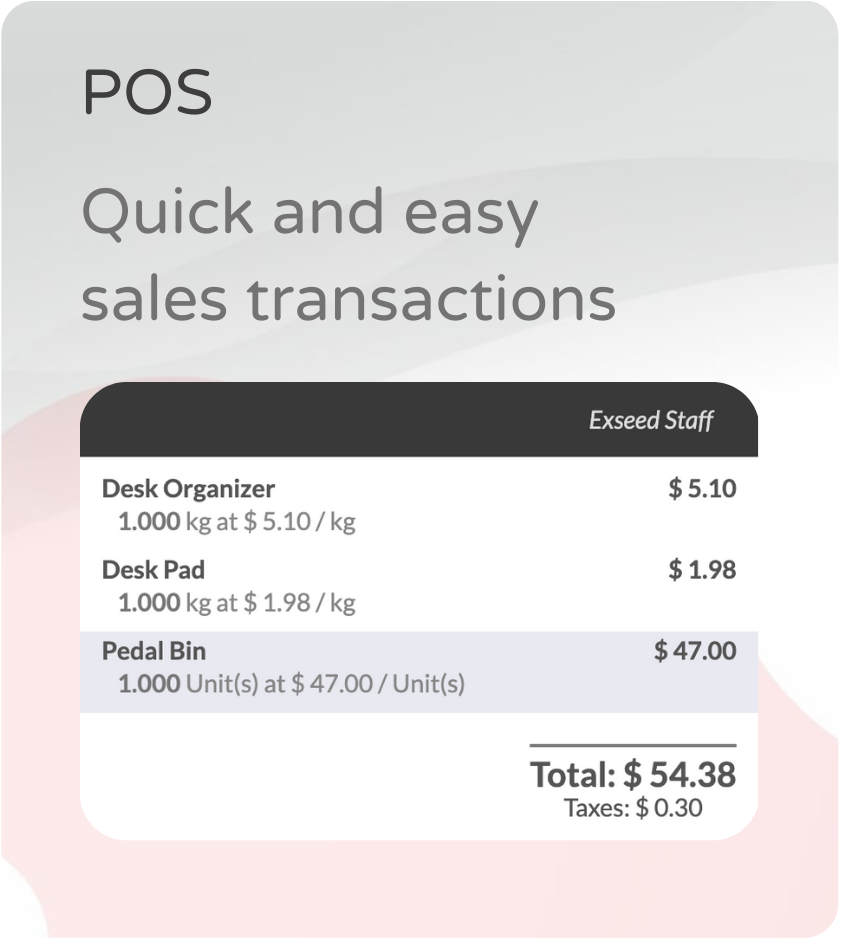 POS
Quick and easy
sales transactions
Exseed Staff
Desk Organizer $ 5.10
1.000 kg at $ 5.10 / kg
Desk Pad $ 1.98
1.000 kg at $ 1.98 / kg
Pedal Bin $ 47.00
1.000 Unit(s) at $ 47.00 / Unit(s)
Total: $ 54.38
Taxes: $ 0.30